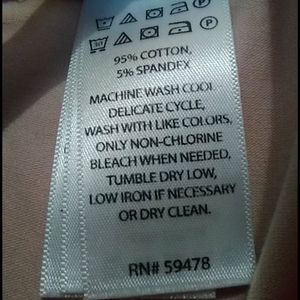 95% COTTON,
5% SPANDEX
MACHINE WASH COOL
DELICATE CYCLE,
WASH WITH LIKE COLORS,
ONLY NON-CHLORINE
BLEACH WHEN NEEDED,
TUMBLE DRY LOW,
LOW IRON IF NECESSARY
OR DRY CLEAN.
RN# 59478